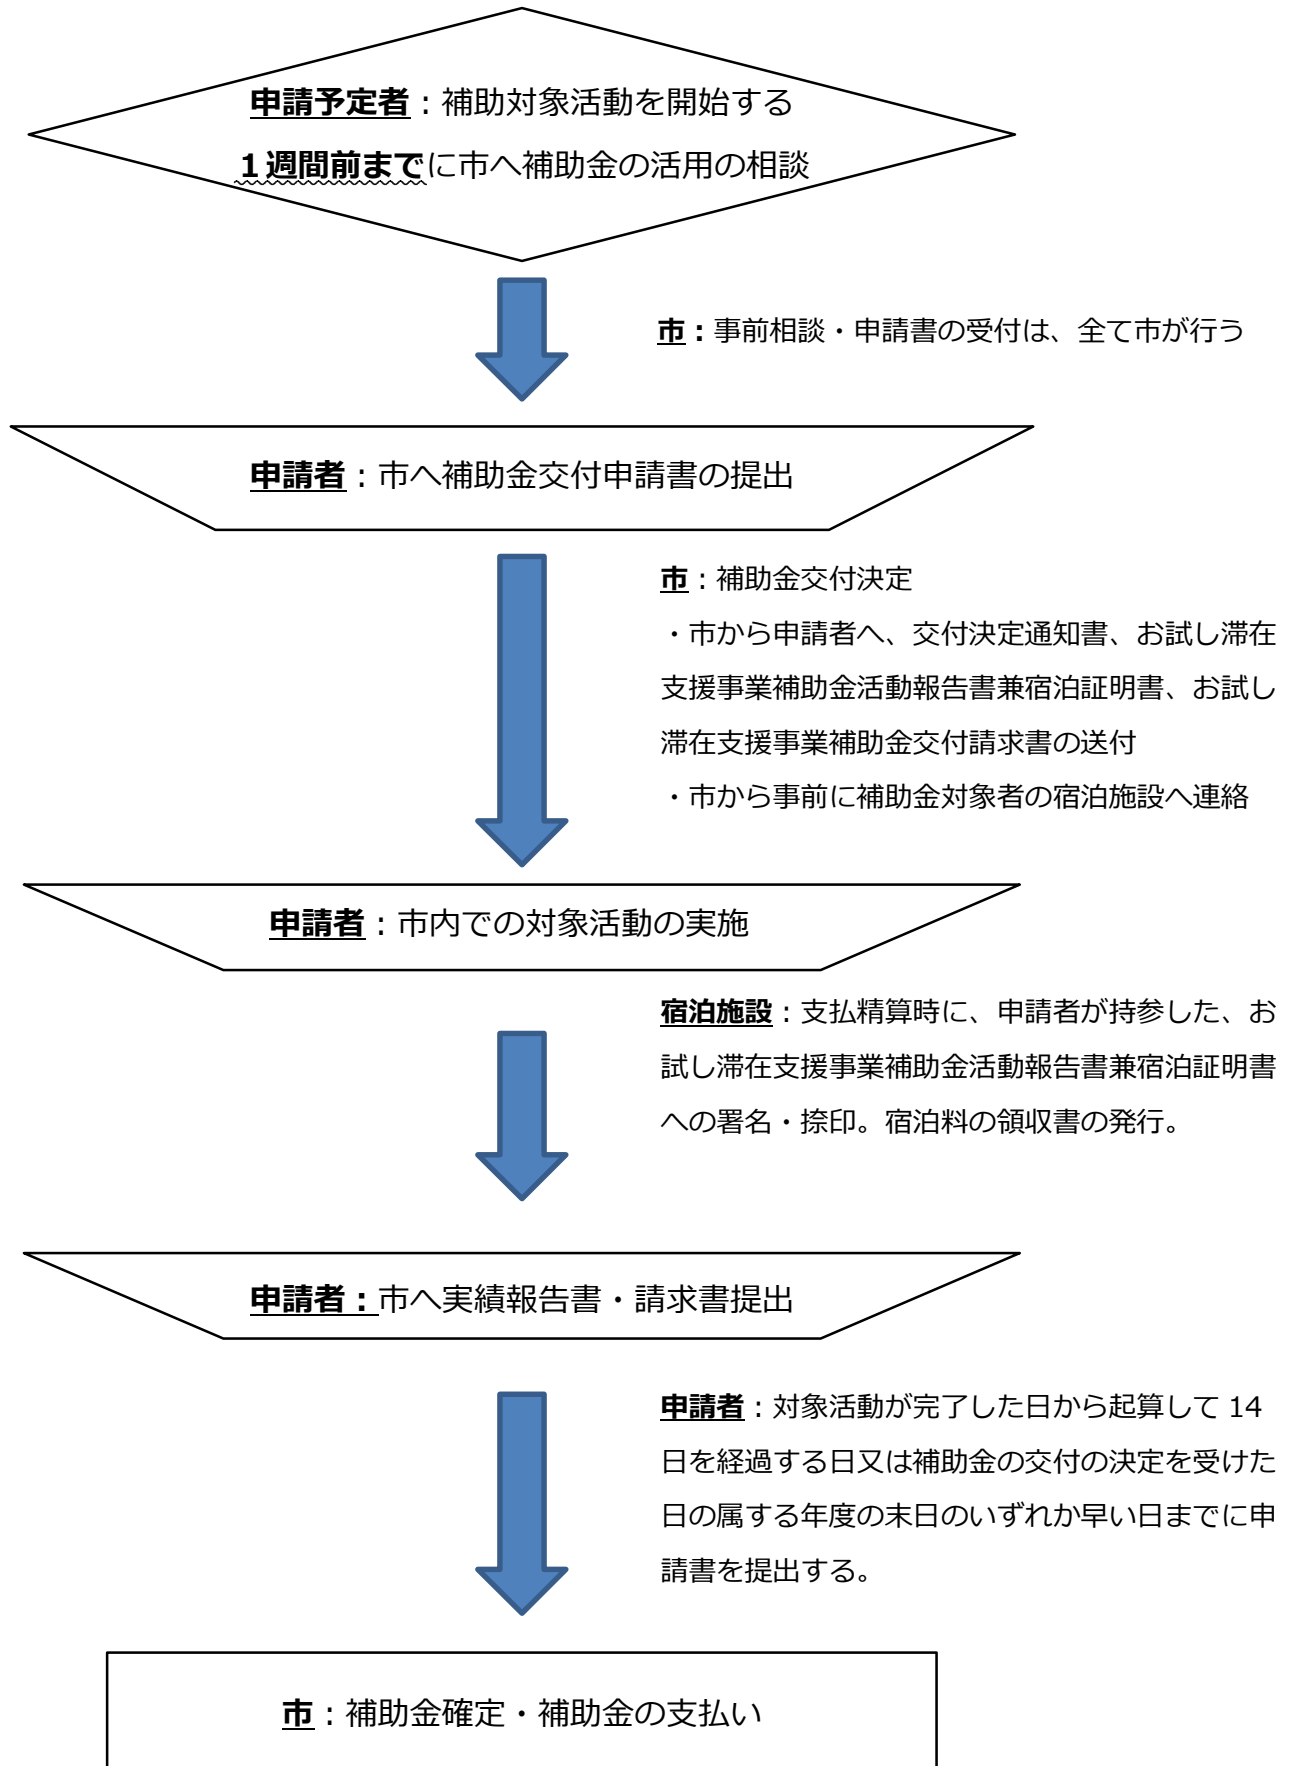 申請予定者：補助対象活動を開始する
１週間前までに市へ補助金の活用の相談
市：事前相談・申請書の受付は、全て市が行う
申請者：市へ補助金交付申請書の提出
市：補助金交付決定
・市から申請者へ、交付決定通知書、お試し滞在
支援事業補助金活動報告書兼宿泊証明書、お試し
滞在支援事業補助金交付請求書の送付
・市から事前に補助金対象者の宿泊施設へ連絡
申請者：市内での対象活動の実施
宿泊施設：支払精算時に、申請者が持参した、お
試し滞在支援事業補助金活動報告書兼宿泊証明書
への署名・捺印。宿泊料の領収書の発行。
申請者：市へ実績報告書・請求書提出
申請者：対象活動が完了した日から起算して 14
日を経過する日又は補助金の交付の決定を受けた
日の属する年度の末日のいずれか早い日までに申
請書を提出する。
市：補助金確定・補助金の支払い